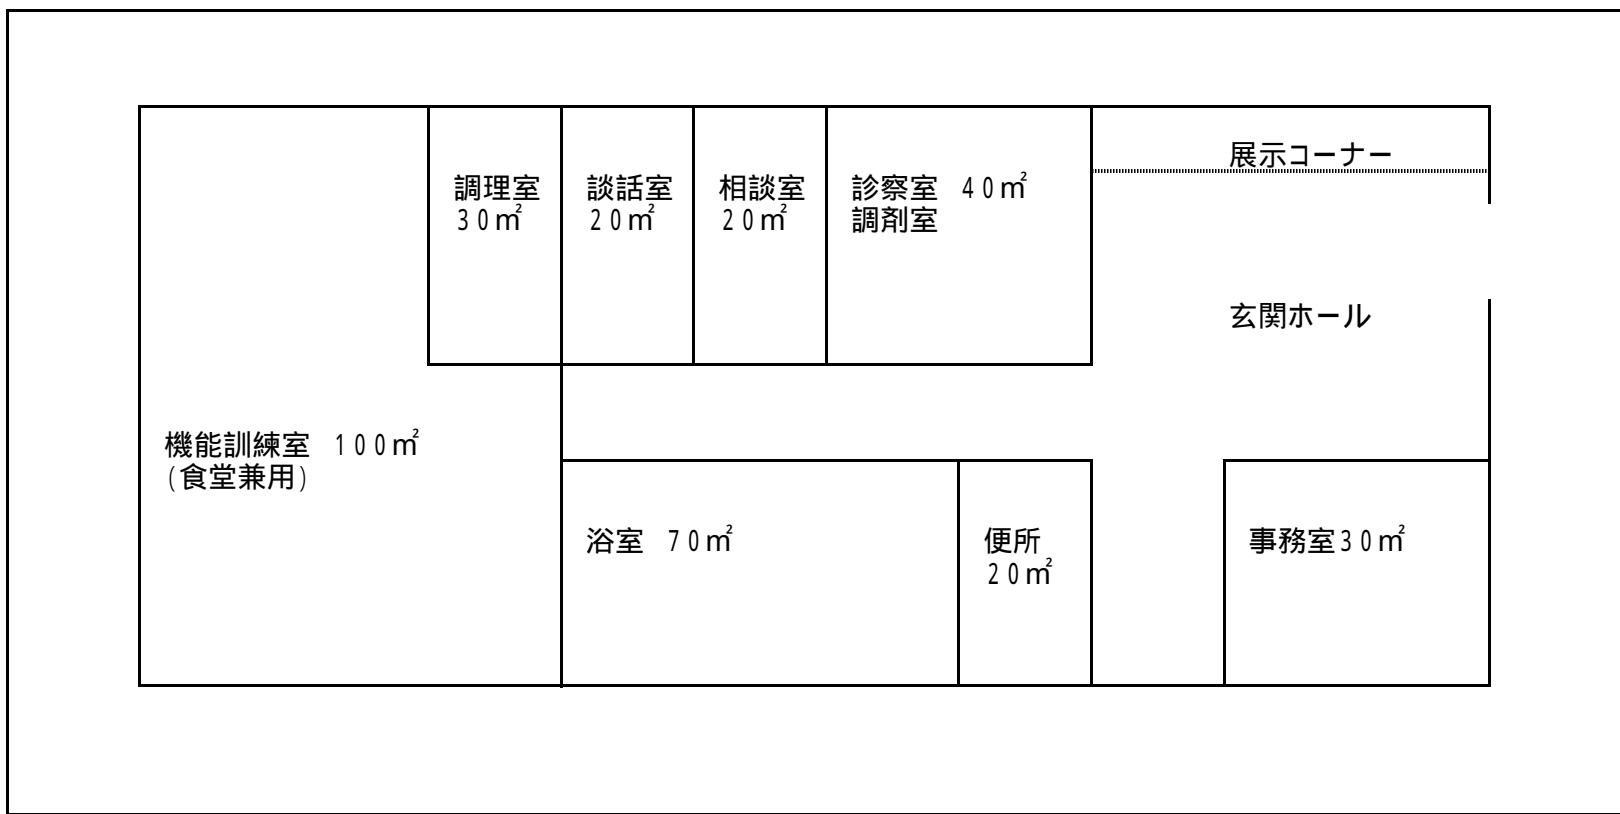 展示コーナー
調理室
30㎡
談話室
20㎡
相談室
20㎡
診察室 40㎡
調剤室
玄関ホール
機能訓練室 100㎡
(食堂兼用)
浴室 70㎡
便所
20㎡
事務室30㎡